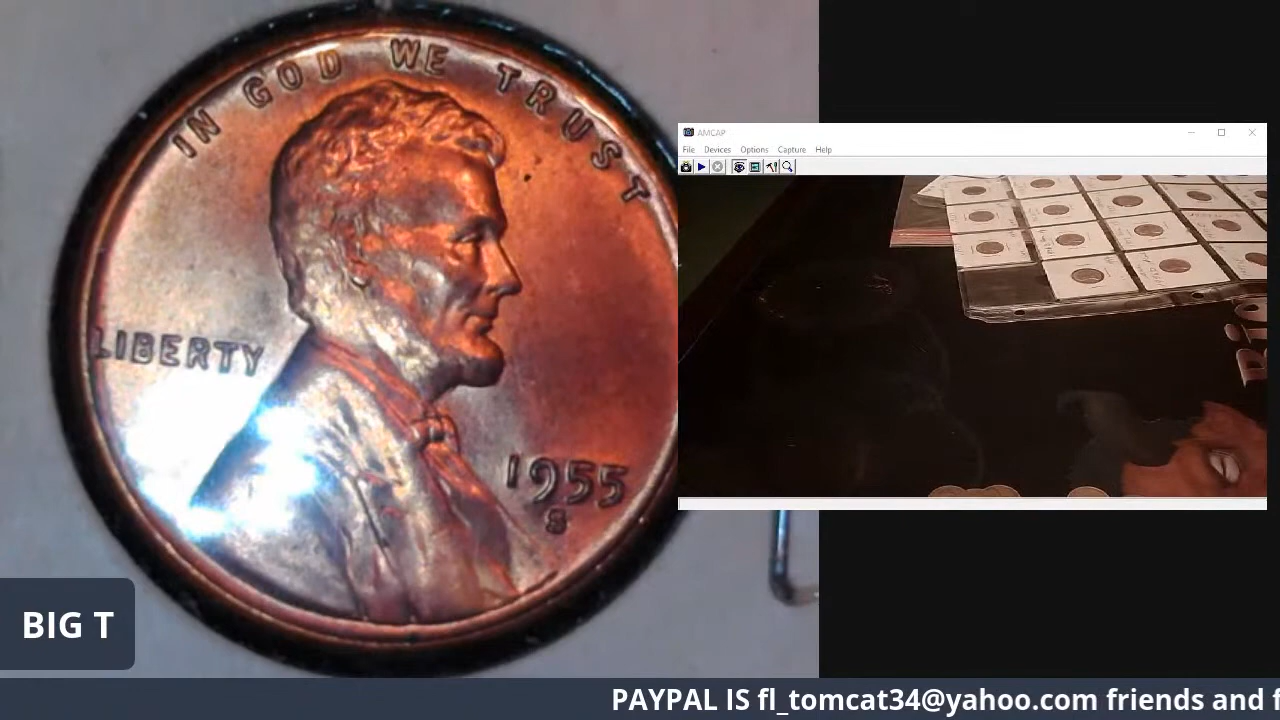 IN GOD WE TRUST
LIBERTY
1955
S
AMCAP
File Devices Options Capture Help
BIG T
PAYPAL IS fl_tomcat34@yahoo.com friends and f